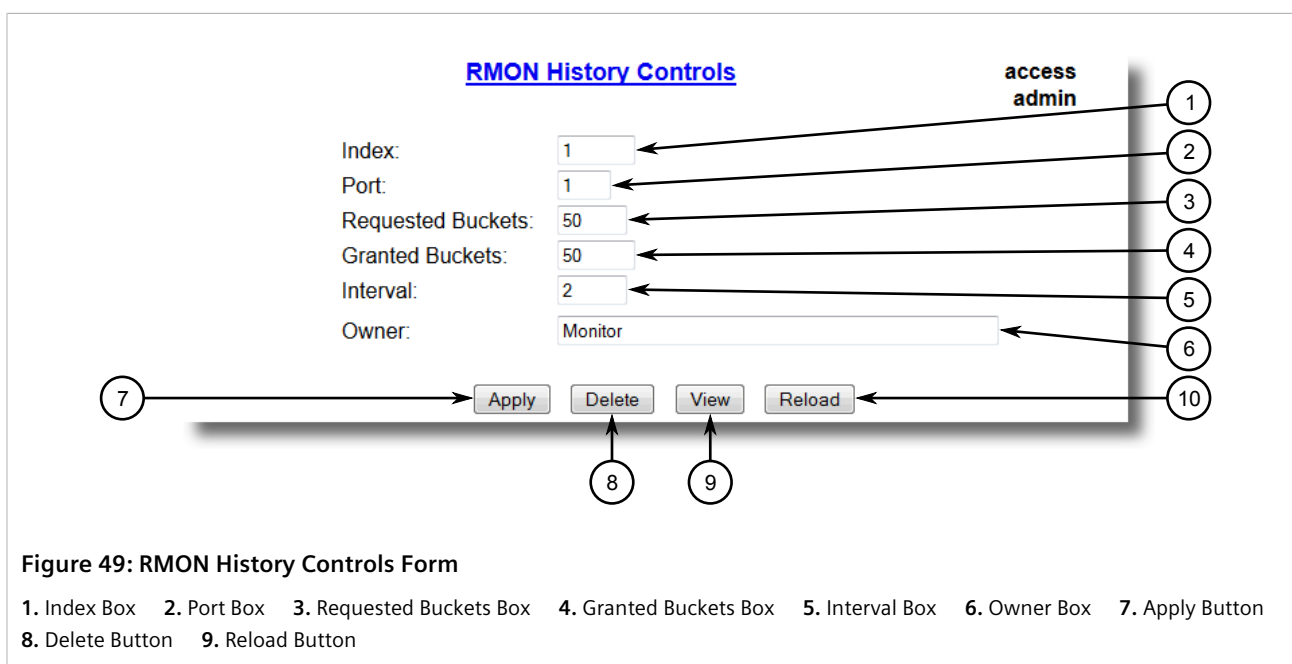 RMON History Controls
access
admin
1
Index: 1
2
Port: 1
3
Requested Buckets: 50
Granted Buckets: 50
4
Interval: 2
5
Owner: Monitor
6
7
Apply Delete View Reload
10
8 9
Figure 49: RMON History Controls Form
1. Index Box 2. Port Box 3. Requested Buckets Box 4. Granted Buckets Box 5. Interval Box 6. Owner Box 7. Apply Button
8. Delete Button 9. Reload Button